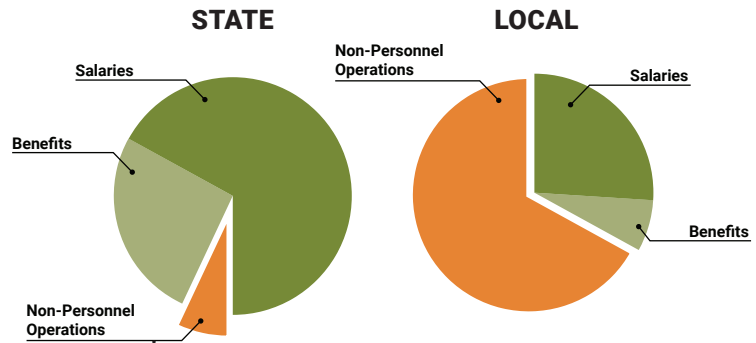 STATE
Salaries
Benefits
Non-Personnel
Operations
LOCAL
Non-Personnel
Operations
Salaries
Benefits